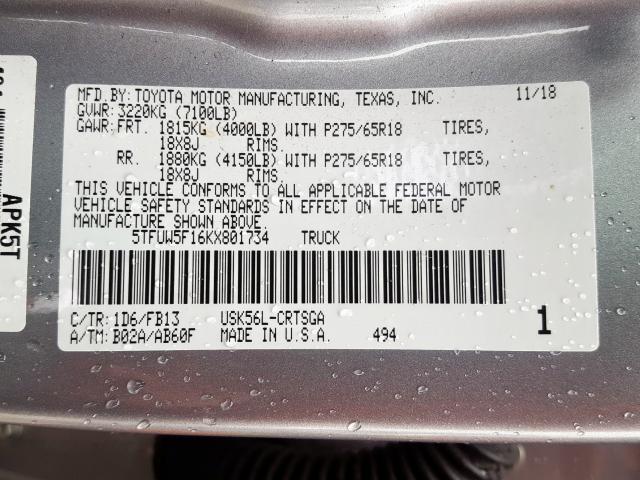 MFD.BY:TOYOTA MOTOR MANUFACTURING, TEXAS, INC. 11/18
GVWR:3220KG (7100LB)
GAWR:FRT. 1815KG (4000LB) WITH P275/65R18 TIRES,
18X8J RIMS.
RR. 1880KG (4150LB) WITH P275/65R18 TIRES,
18X8J RIMS.
THIS VEHICLE CONFORMS TO ALL APPLICABLE FEDERAL MOTOR
VEHICLE SAFETY STANDARDS IN EFFECT ON THE DATE OF
MANUFACTURE SHOWN ABOVE.
5TFUW5F16KX801734 TRUCK
C/TR:1D6/FB13 USK56L-CRTSGA
A/TM:B02A/AB60F MADE IN U.S.A. 494
1
APK5T